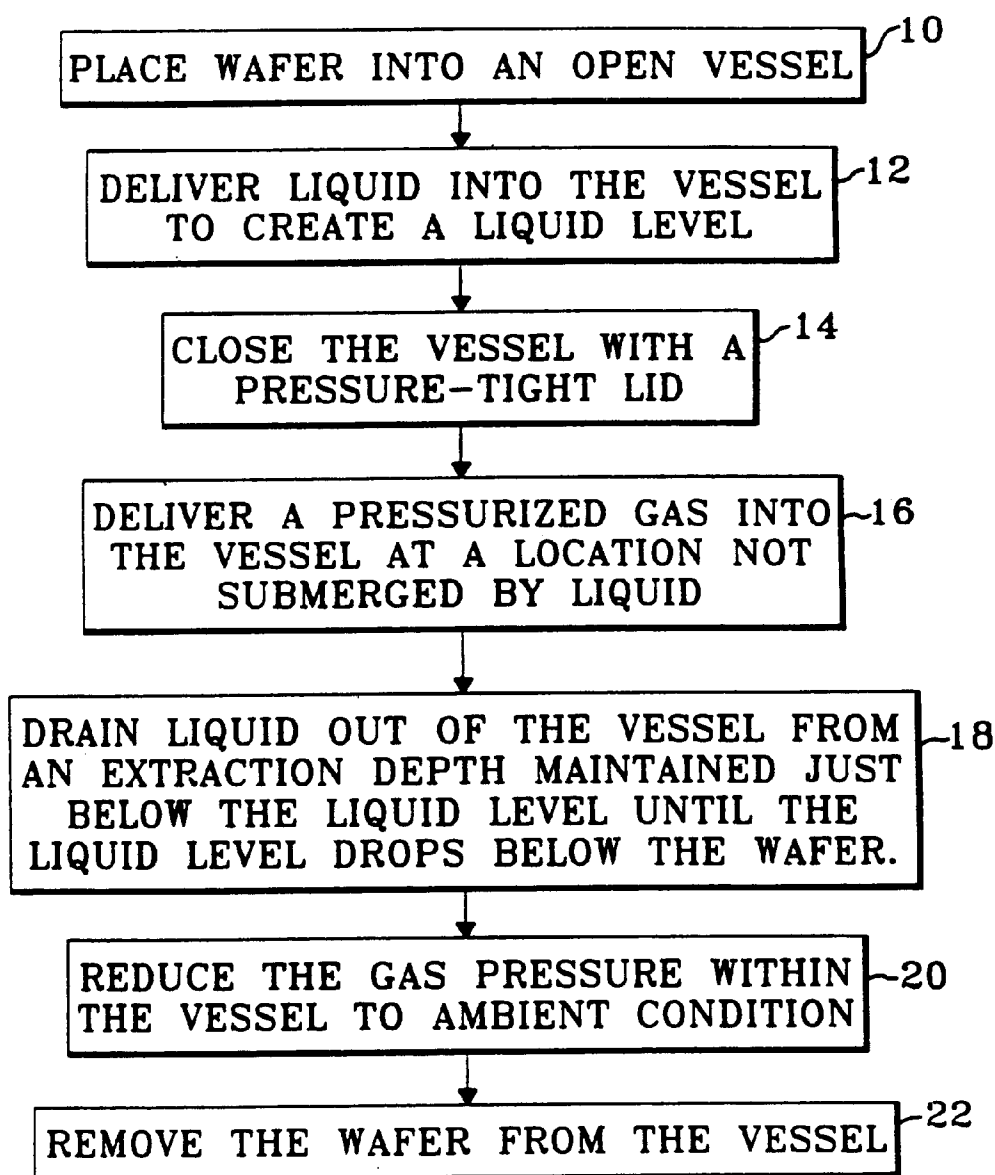 10
PLACE WAFER INTO AN OPEN VESSEL
12
DELIVER LIQUID INTO THE VESSEL
TO CREATE A LIQUID LEVEL
14
CLOSE THE VESSEL WITH A
PRESSURE-TIGHT LID
16
DELIVER A PRESSURIZED GAS INTO
THE VESSEL AT A LOCATION NOT
SUBMERGED BY LIQUID
18
DRAIN LIQUID OUT OF THE VESSEL FROM
AN EXTRACTION DEPTH MAINTAINED JUST
BELOW THE LIQUID LEVEL UNTIL THE
LIQUID LEVEL DROPS BELOW THE WAFER.
20
REDUCE THE GAS PRESSURE WITHIN
THE VESSEL TO AMBIENT CONDITION
22
REMOVE THE WAFER FROM THE VESSEL